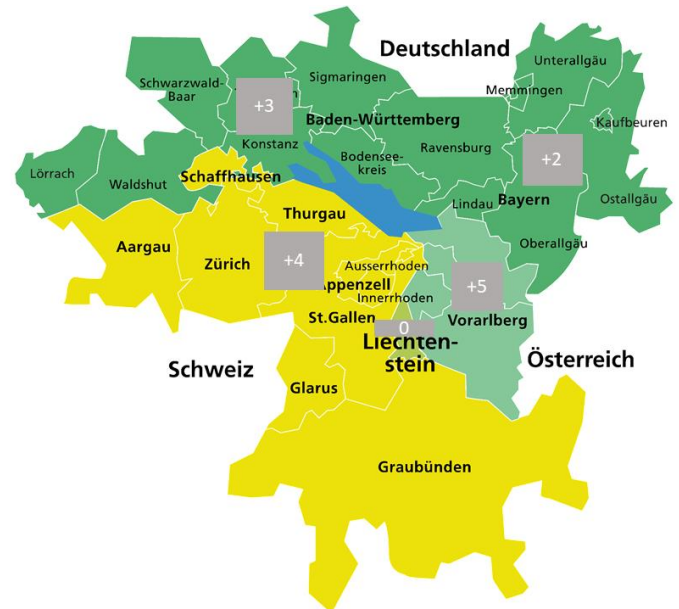 Deutschland
Unterallgäu
Sigmaringen
Schwarzwald-
Baar
Memmingen
+3
Baden-Württemberg
Kaufbeuren
Konstanz
Ravensburg
Bodensee-
kreis
+2
Lörrach
Waldshut
Schaffhausen
Lindau
Bayern
Ostallgäu
Thurgau
Oberallgäu
Aargau
Zürich
+4
Ausserrhoden
Appenzell
Innerrhoden
+5
St.Gallen
0
Vorarlberg
Liechten-
stein
Schweiz
Österreich
Glarus
Graubünden